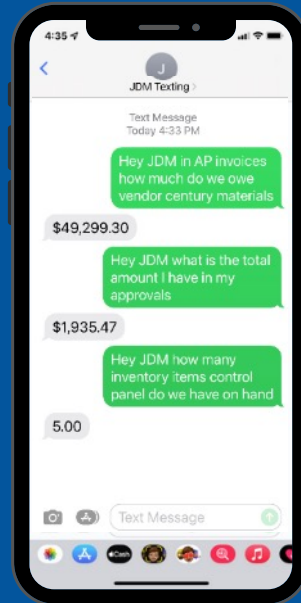 4:35
J
JDM Texting
Text Message
Today 4:33 PM
Hey JDM in AP invoices
how much do we owe
vendor century materials
$49,299.30
Hey JDM what is the total
amount I have in my
approvals
$1,935.47
Hey JDM how many
inventory items control
panel do we have on hand
5.00
Text Message
Cash